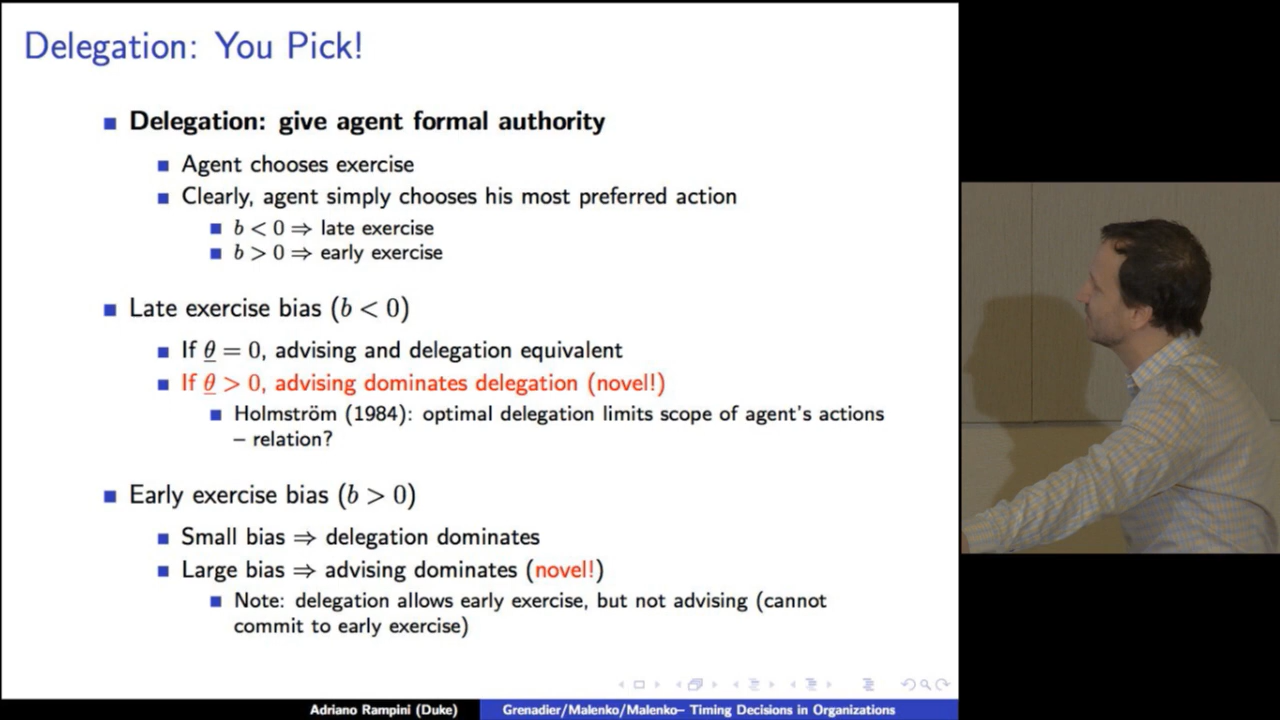 Delegation: You Pick!
Delegation: give agent formal authority
Agent chooses exercise
Clearly, agent simply chooses his most preferred action
b < 0 ⇒ late exercise
b > 0 ⇒ early exercise
Late exercise bias (b < 0)
If θ̲ = 0, advising and delegation equivalent
If θ̲ > 0, advising dominates delegation (novel!)
Holmström (1984): optimal delegation limits scope of agent's actions
– relation?
Early exercise bias (b > 0)
Small bias ⇒ delegation dominates
Large bias ⇒ advising dominates (novel!)
Note: delegation allows early exercise, but not advising (cannot
commit to early exercise)
Adriano Rampini (Duke) Grenadier/Malenko/Malenko– Timing Decisions in Organizations